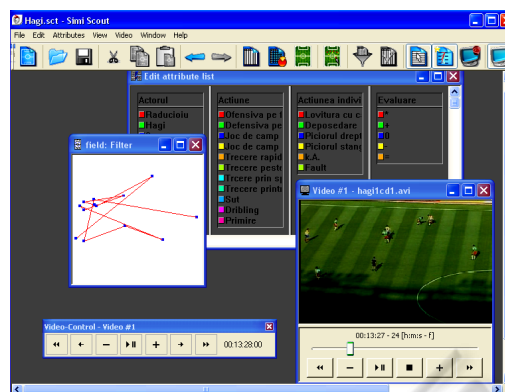 Hagi.sct - Simi Scout
File Edit Attributes View Video Window Help
Edit attribute list
Actorul
Raducioiu
Hagi
Actiune
Ofensiva pe f
Defensiva pe
Joc de camp
Joc de camp
Trecere rapid
Trecere peste
Trecere prin sp
Trecere printr
Sut
Dribling
Primire
Actiunea indivi
Lovitura cu c
Deposedare
Piciorul drept
Piciorul stang
k.A.
Fault
Evaluare
*
+
0
-
=
field: Filter
Video #1 - hagi1cd1.avi
00:13:27 - 24 [h:m:s - f]
Video-Control - Video #1
00:13:28:00